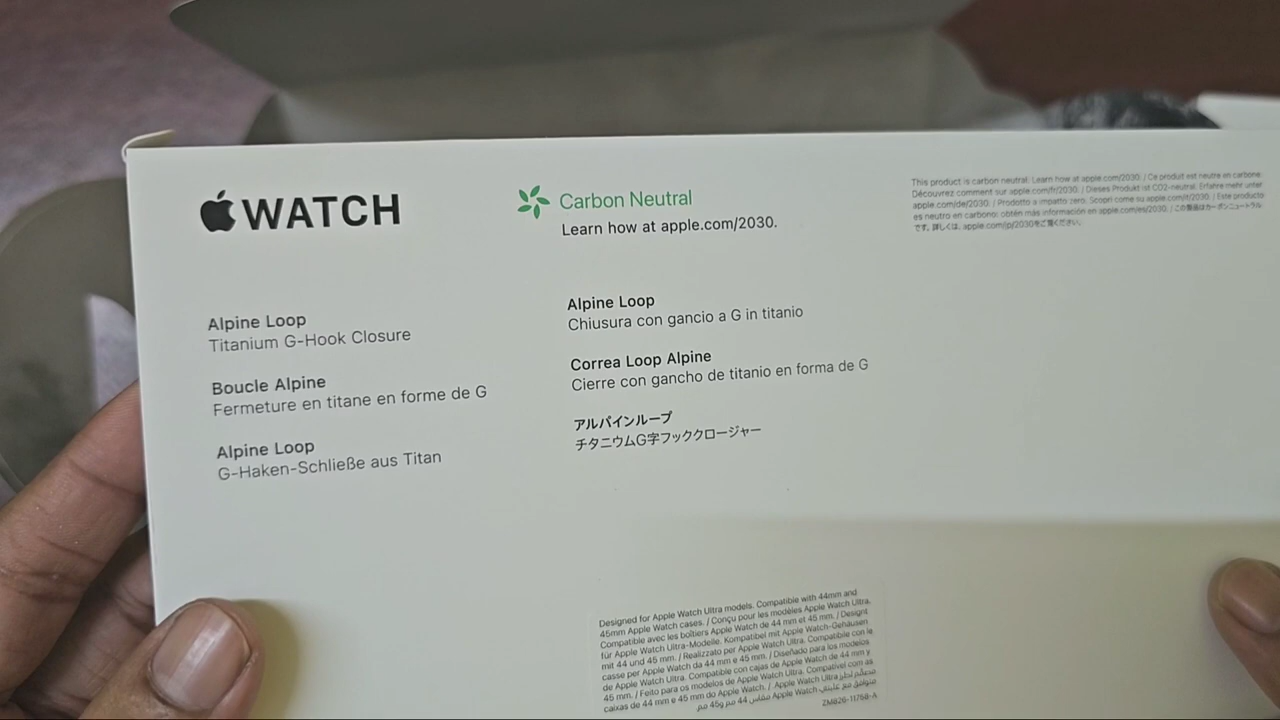 WATCH
Carbon Neutral
Learn how at apple.com/2030.
This product is carbon neutral. Learn how at apple.com/2030. / Ce produit est neutre en carbone.
Découvrez comment sur apple.com/fr/2030. / Dieses Produkt ist CO2-neutral. Erfahre mehr unter
apple.com/de/2030. / Prodotto a impatto zero. Scopri come su apple.com/it/2030. / Este producto
es neutro en carbono: obtén más información en apple.com/es/2030. / この製品はカーボンニュートラル
です。詳しくは、apple.com/jp/2030をご覧ください。
Alpine Loop
Titanium G-Hook Closure
Boucle Alpine
Fermeture en titane en forme de G
Alpine Loop
G-Haken-Schließe aus Titan
Alpine Loop
Chiusura con gancio a G in titanio
Correa Loop Alpine
Cierre con gancho de titanio en forma de G
アルパインループ
チタニウムG字フッククロージャー
Designed for Apple Watch Ultra models. Compatible with 44mm and
45mm Apple Watch cases. / Conçu pour les modèles Apple Watch Ultra.
Compatible avec les boîtiers Apple Watch de 44 mm et 45 mm. / Designt
für Apple Watch Ultra-Modelle. Kompatibel mit Apple Watch-Gehäusen
mit 44 und 45 mm. / Realizzato per Apple Watch Ultra. Compatibile con le
casse per Apple Watch da 44 mm e 45 mm. / Diseñado para los modelos
de Apple Watch Ultra. Compatible con cajas de Apple Watch de 44 mm y
45 mm. / Feito para os modelos de Apple Watch Ultra. Compatível com as
caixas de 44 mm e 45 mm do Apple Watch. / Apple Watch Ultra
Apple Watch مقاس 44 مم و45 مم.